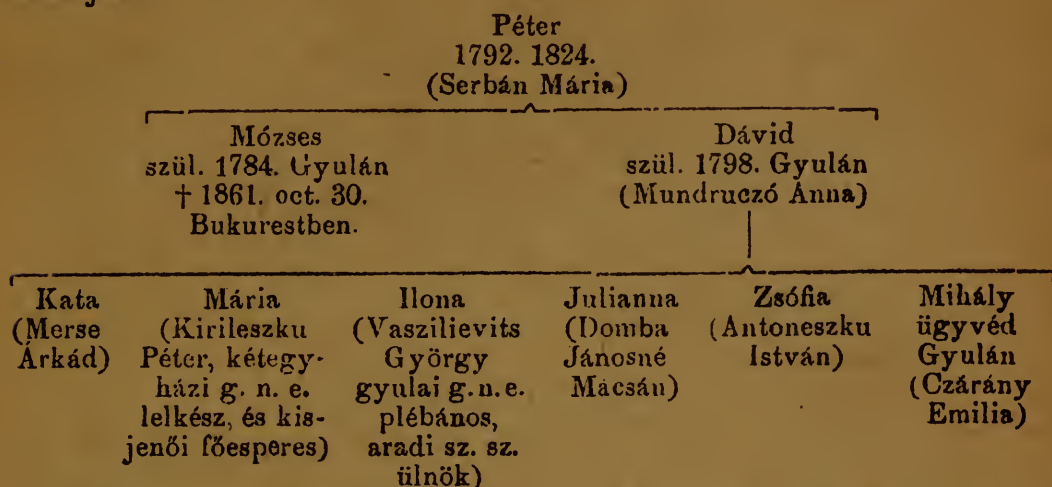 Péter
1792. 1824.
(Serbán Mária)
Mózses
szül. 1784. Gyulán
† 1861. oct. 30.
Bukurestben.
Dávid
szül. 1798. Gyulán
(Mundruczó Anna)
Kata
(Merse
Árkád)
Mária
(Kirileszku
Péter, kétegy-
házi g. n. e.
lelkész, és kis-
jenői főesperes)
Ilona
(Vaszilievits
György
gyulai g. n. e.
plébános,
aradi sz. sz.
ülnök)
Julianna
(Domba
Jánosné
Mácsán)
Zsófia
(Antoneszku
István)
Mihály
ügyvéd
Gyulán
(Czárány
Emilia)